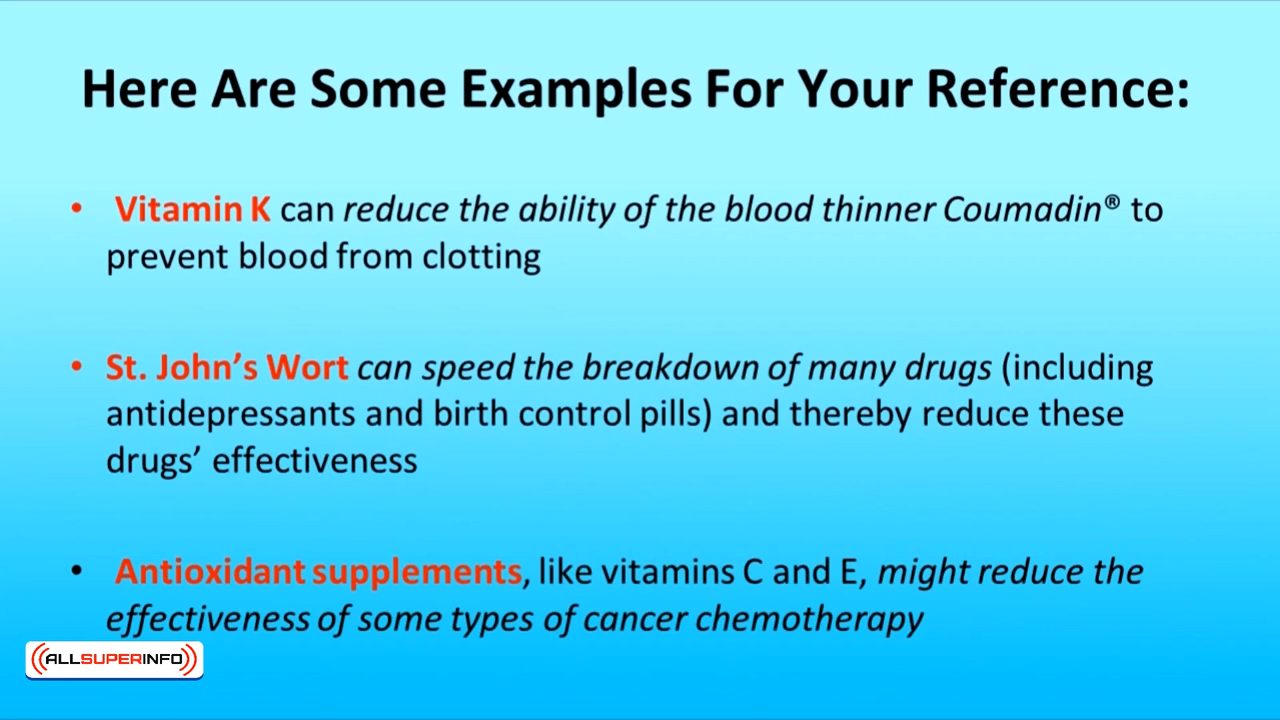 Here Are Some Examples For Your Reference:
• Vitamin K can reduce the ability of the blood thinner Coumadin® to
prevent blood from clotting
• St. John’s Wort can speed the breakdown of many drugs (including
antidepressants and birth control pills) and thereby reduce these
drugs’ effectiveness
• Antioxidant supplements, like vitamins C and E, might reduce the
effectiveness of some types of cancer chemotherapy
ALLSUPERINFO